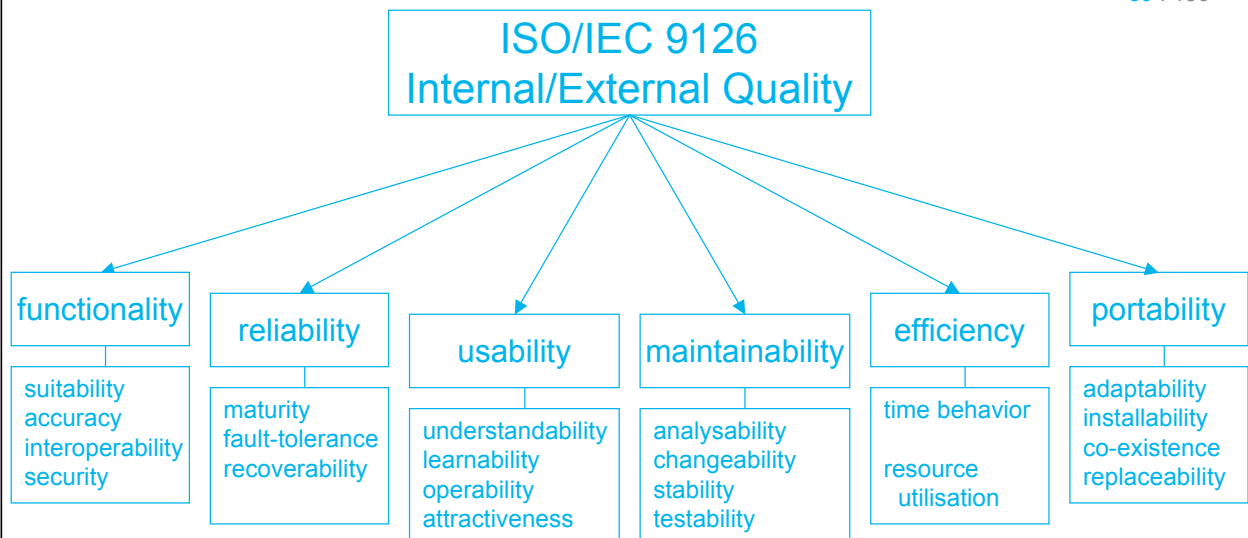 ISO/IEC 9126
Internal/External Quality
functionality
suitability
accuracy
interoperability
security
reliability
maturity
fault-tolerance
recoverability
usability
understandability
learnability
operability
attractiveness
maintainability
analysability
changeability
stability
testability
efficiency
time behavior
resource
utilisation
portability
adaptability
installability
co-existence
replaceability